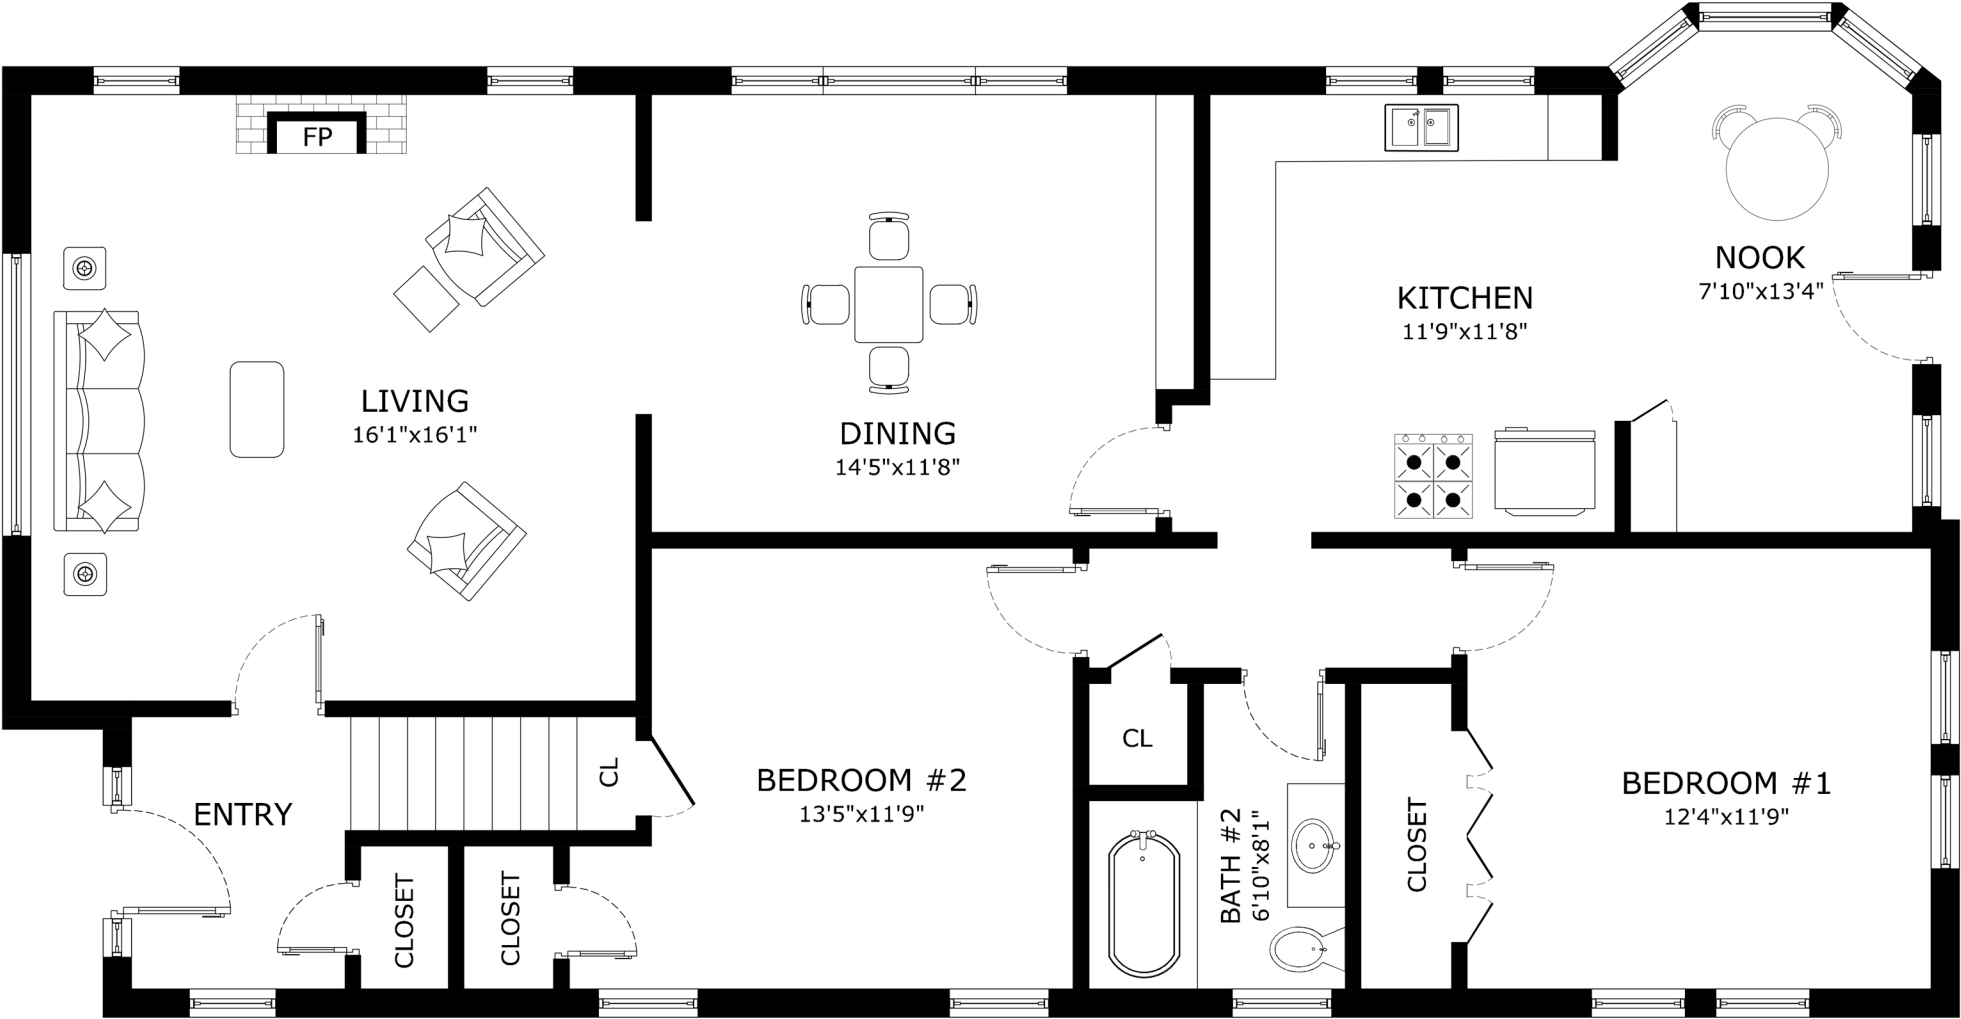 FP
LIVING
16'1"x16'1"
DINING
14'5"x11'8"
KITCHEN
11'9"x11'8"
NOOK
7'10"x13'4"
ENTRY
CL
CLOSET
CLOSET
BEDROOM #2
13'5"x11'9"
CL
BATH #2
6'10"x8'1"
CLOSET
BEDROOM #1
12'4"x11'9"